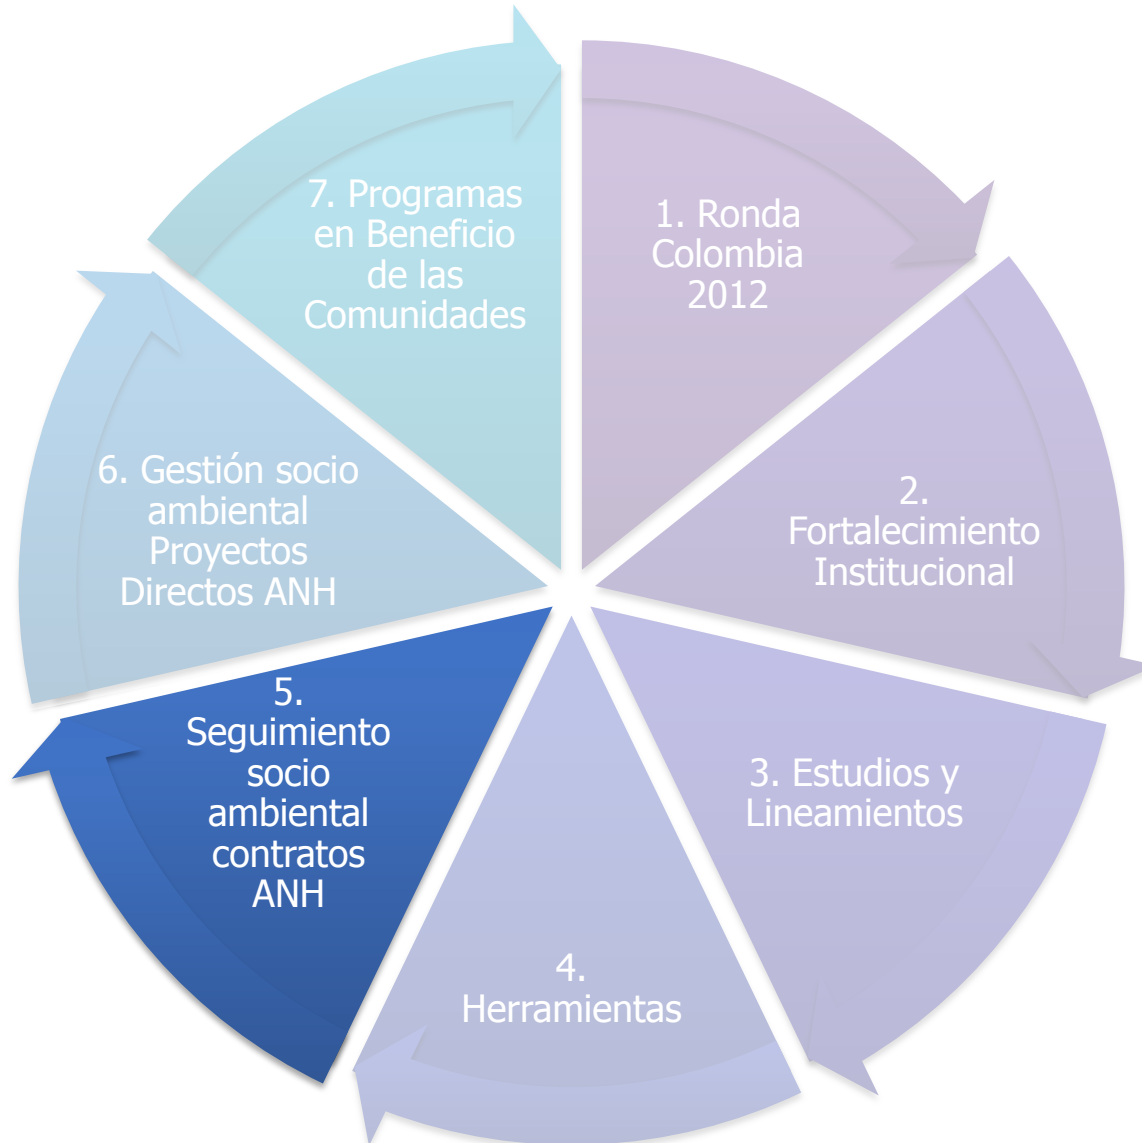 1. Ronda
Colombia
2012
2.
Fortalecimiento
Institucional
3. Estudios y
Lineamientos
4.
Herramientas
5.
Seguimiento
socio
ambiental
contratos
ANH
6. Gestión socio
ambiental
Proyectos
Directos ANH
7. Programas
en Beneficio
de las
Comunidades